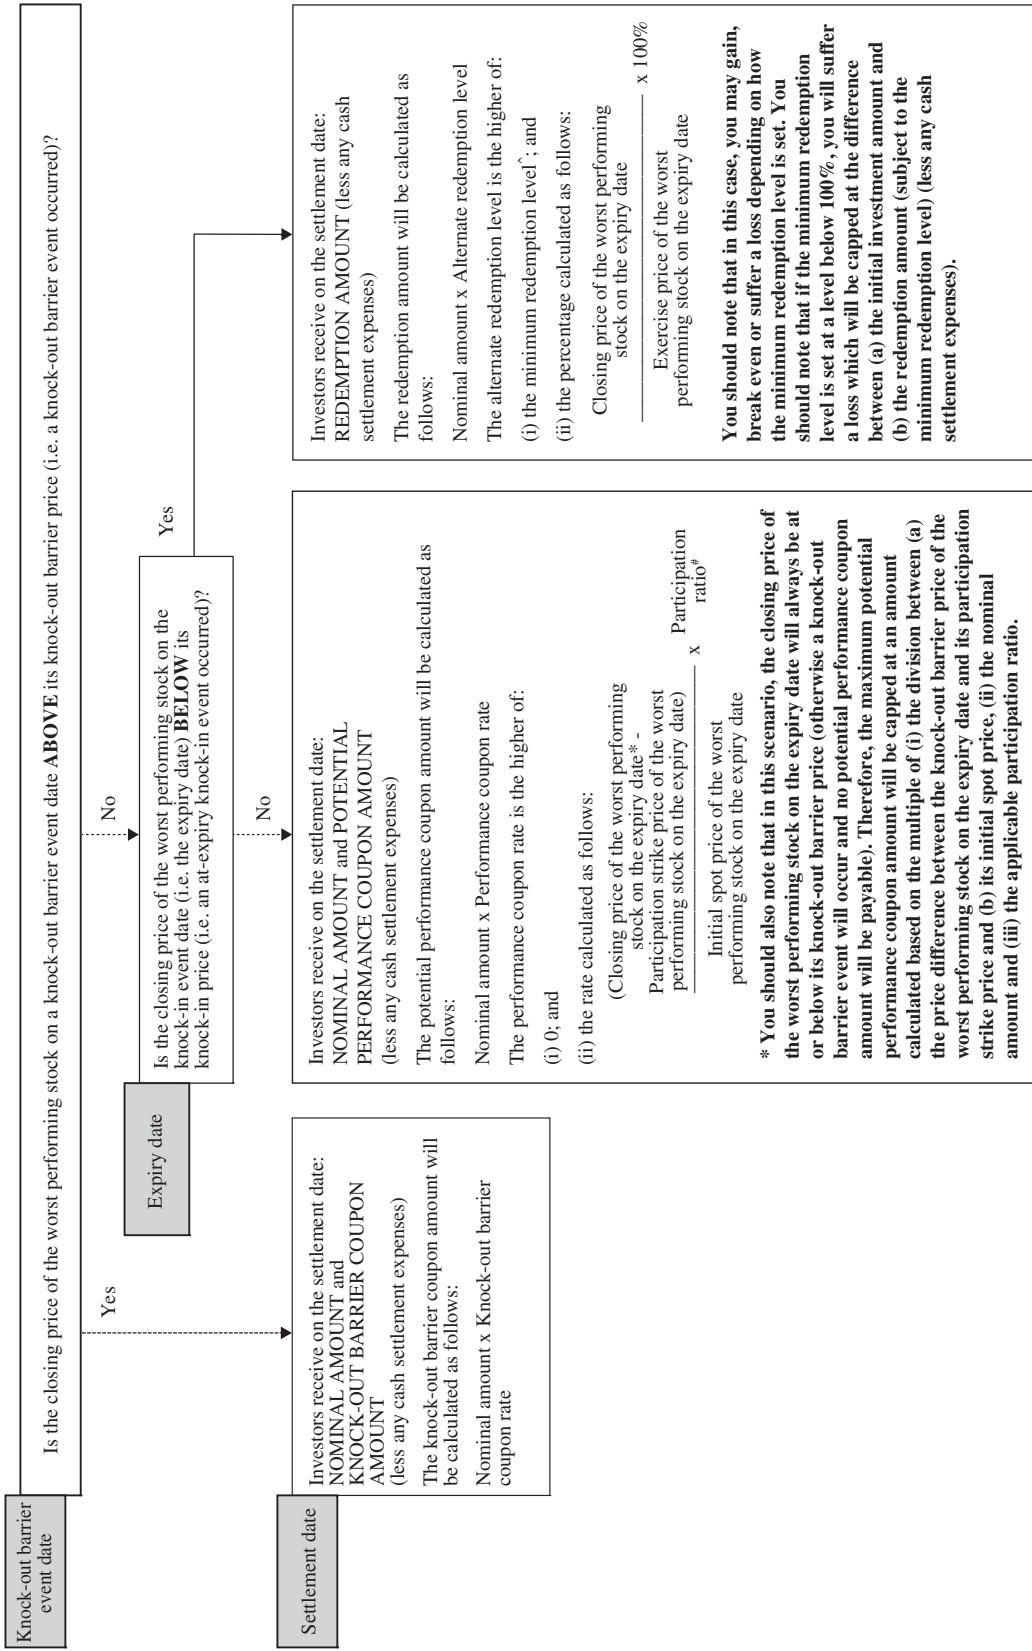 Knock-out barrier
event date
Is the closing price of the worst performing stock on a knock-out barrier event date ABOVE its knock-out barrier price (i.e. a knock-out barrier event occurred)?
Yes
No
Expiry date
Is the closing price of the worst performing stock on the
knock-in event date (i.e. the expiry date) BELOW its
knock-in price (i.e. an at-expiry knock-in event occurred)?
No
Yes
Settlement date
Investors receive on the settlement date:
NOMINAL AMOUNT and
KNOCK-OUT BARRIER COUPON
AMOUNT
(less any cash settlement expenses)
The knock-out barrier coupon amount will
be calculated as follows:
Nominal amount x Knock-out barrier
coupon rate
Investors receive on the settlement date:
NOMINAL AMOUNT and POTENTIAL
PERFORMANCE COUPON AMOUNT
(less any cash settlement expenses)
The potential performance coupon amount will be calculated as
follows:
Nominal amount x Performance coupon rate
The performance coupon rate is the higher of:
(i) 0; and
(ii) the rate calculated as follows:
(Closing price of the worst performing
stock on the expiry date* -
Participation strike price of the worst
performing stock on the expiry date)
x Participation
ratio#
Initial spot price of the worst
performing stock on the expiry date
* You should also note that in this scenario, the closing price of
the worst performing stock on the expiry date will always be at
or below its knock-out barrier price (otherwise a knock-out
barrier event will occur and no potential performance coupon
amount will be payable). Therefore, the maximum potential
performance coupon amount will be capped at an amount
calculated based on the multiple of (i) the division between (a)
the price difference between the knock-out barrier price of the
worst performing stock on the expiry date and its participation
strike price and (b) its initial spot price, (ii) the nominal
amount and (iii) the applicable participation ratio.
Investors receive on the settlement date:
REDEMPTION AMOUNT (less any cash
settlement expenses)
The redemption amount will be calculated as
follows:
Nominal amount x Alternate redemption level
The alternate redemption level is the higher of:
(i) the minimum redemption level^; and
(ii) the percentage calculated as follows:
Closing price of the worst performing
stock on the expiry date
x 100%
Exercise price of the worst
performing stock on the expiry date
You should note that in this case, you may gain,
break even or suffer a loss depending on how
the minimum redemption level is set. You
should note that if the minimum redemption
level is set at a level below 100%, you will suffer
a loss which will be capped at the difference
between (a) the initial investment amount and
(b) the redemption amount (subject to the
minimum redemption level) (less any cash
settlement expenses).